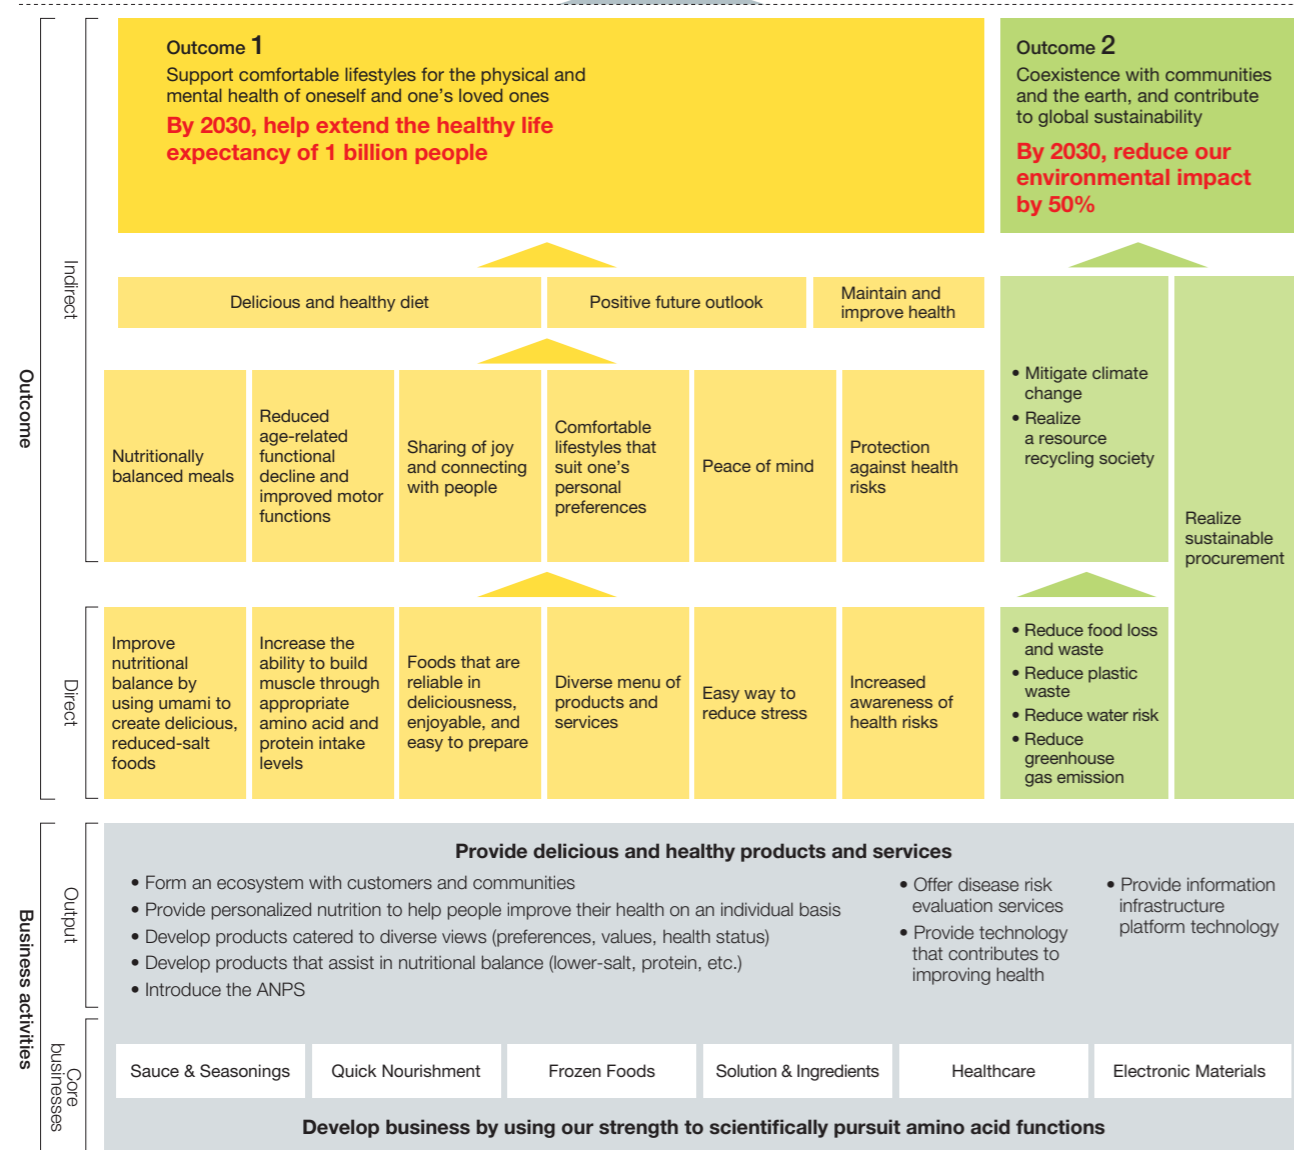 Outcome 1
Support comfortable lifestyles for the physical and
mental health of oneself and one's loved ones
By 2030, help extend the healthy life
expectancy of 1 billion people
Outcome 2
Coexistence with communities
and the earth, and contribute
to global sustainability
By 2030, reduce our
environmental impact
by 50%
Outcome
Indirect
Delicious and healthy diet
Positive future outlook
Maintain and
improve health
Nutritionally
balanced meals
Reduced
age-related
functional
decline and
improved motor
functions
Sharing of joy
and connecting
with people
Comfortable
lifestyles that
suit one's
personal
preferences
Peace of mind
Protection
against health
risks
• Mitigate climate
change
• Realize
a resource
recycling society
Realize
sustainable
procurement
Direct
Improve
nutritional
balance by
using umami to
create delicious,
reduced-salt
foods
Increase the
ability to build
muscle through
appropriate
amino acid and
protein intake
levels
Foods that are
reliable in
deliciousness,
enjoyable, and
easy to prepare
Diverse menu of
products and
services
Easy way to
reduce stress
Increased
awareness of
health risks
• Reduce food loss
and waste
• Reduce plastic
waste
• Reduce water risk
• Reduce
greenhouse
gas emission
Business activities
Output
Provide delicious and healthy products and services
• Form an ecosystem with customers and communities
• Provide personalized nutrition to help people improve their health on an individual basis
• Develop products catered to diverse views (preferences, values, health status)
• Develop products that assist in nutritional balance (lower-salt, protein, etc.)
• Introduce the ANPS
• Offer disease risk
evaluation services
• Provide technology
that contributes to
improving health
• Provide information
infrastructure
platform technology
Core
businesses
Sauce & Seasonings
Quick Nourishment
Frozen Foods
Solution & Ingredients
Healthcare
Electronic Materials
Develop business by using our strength to scientifically pursuit amino acid functions